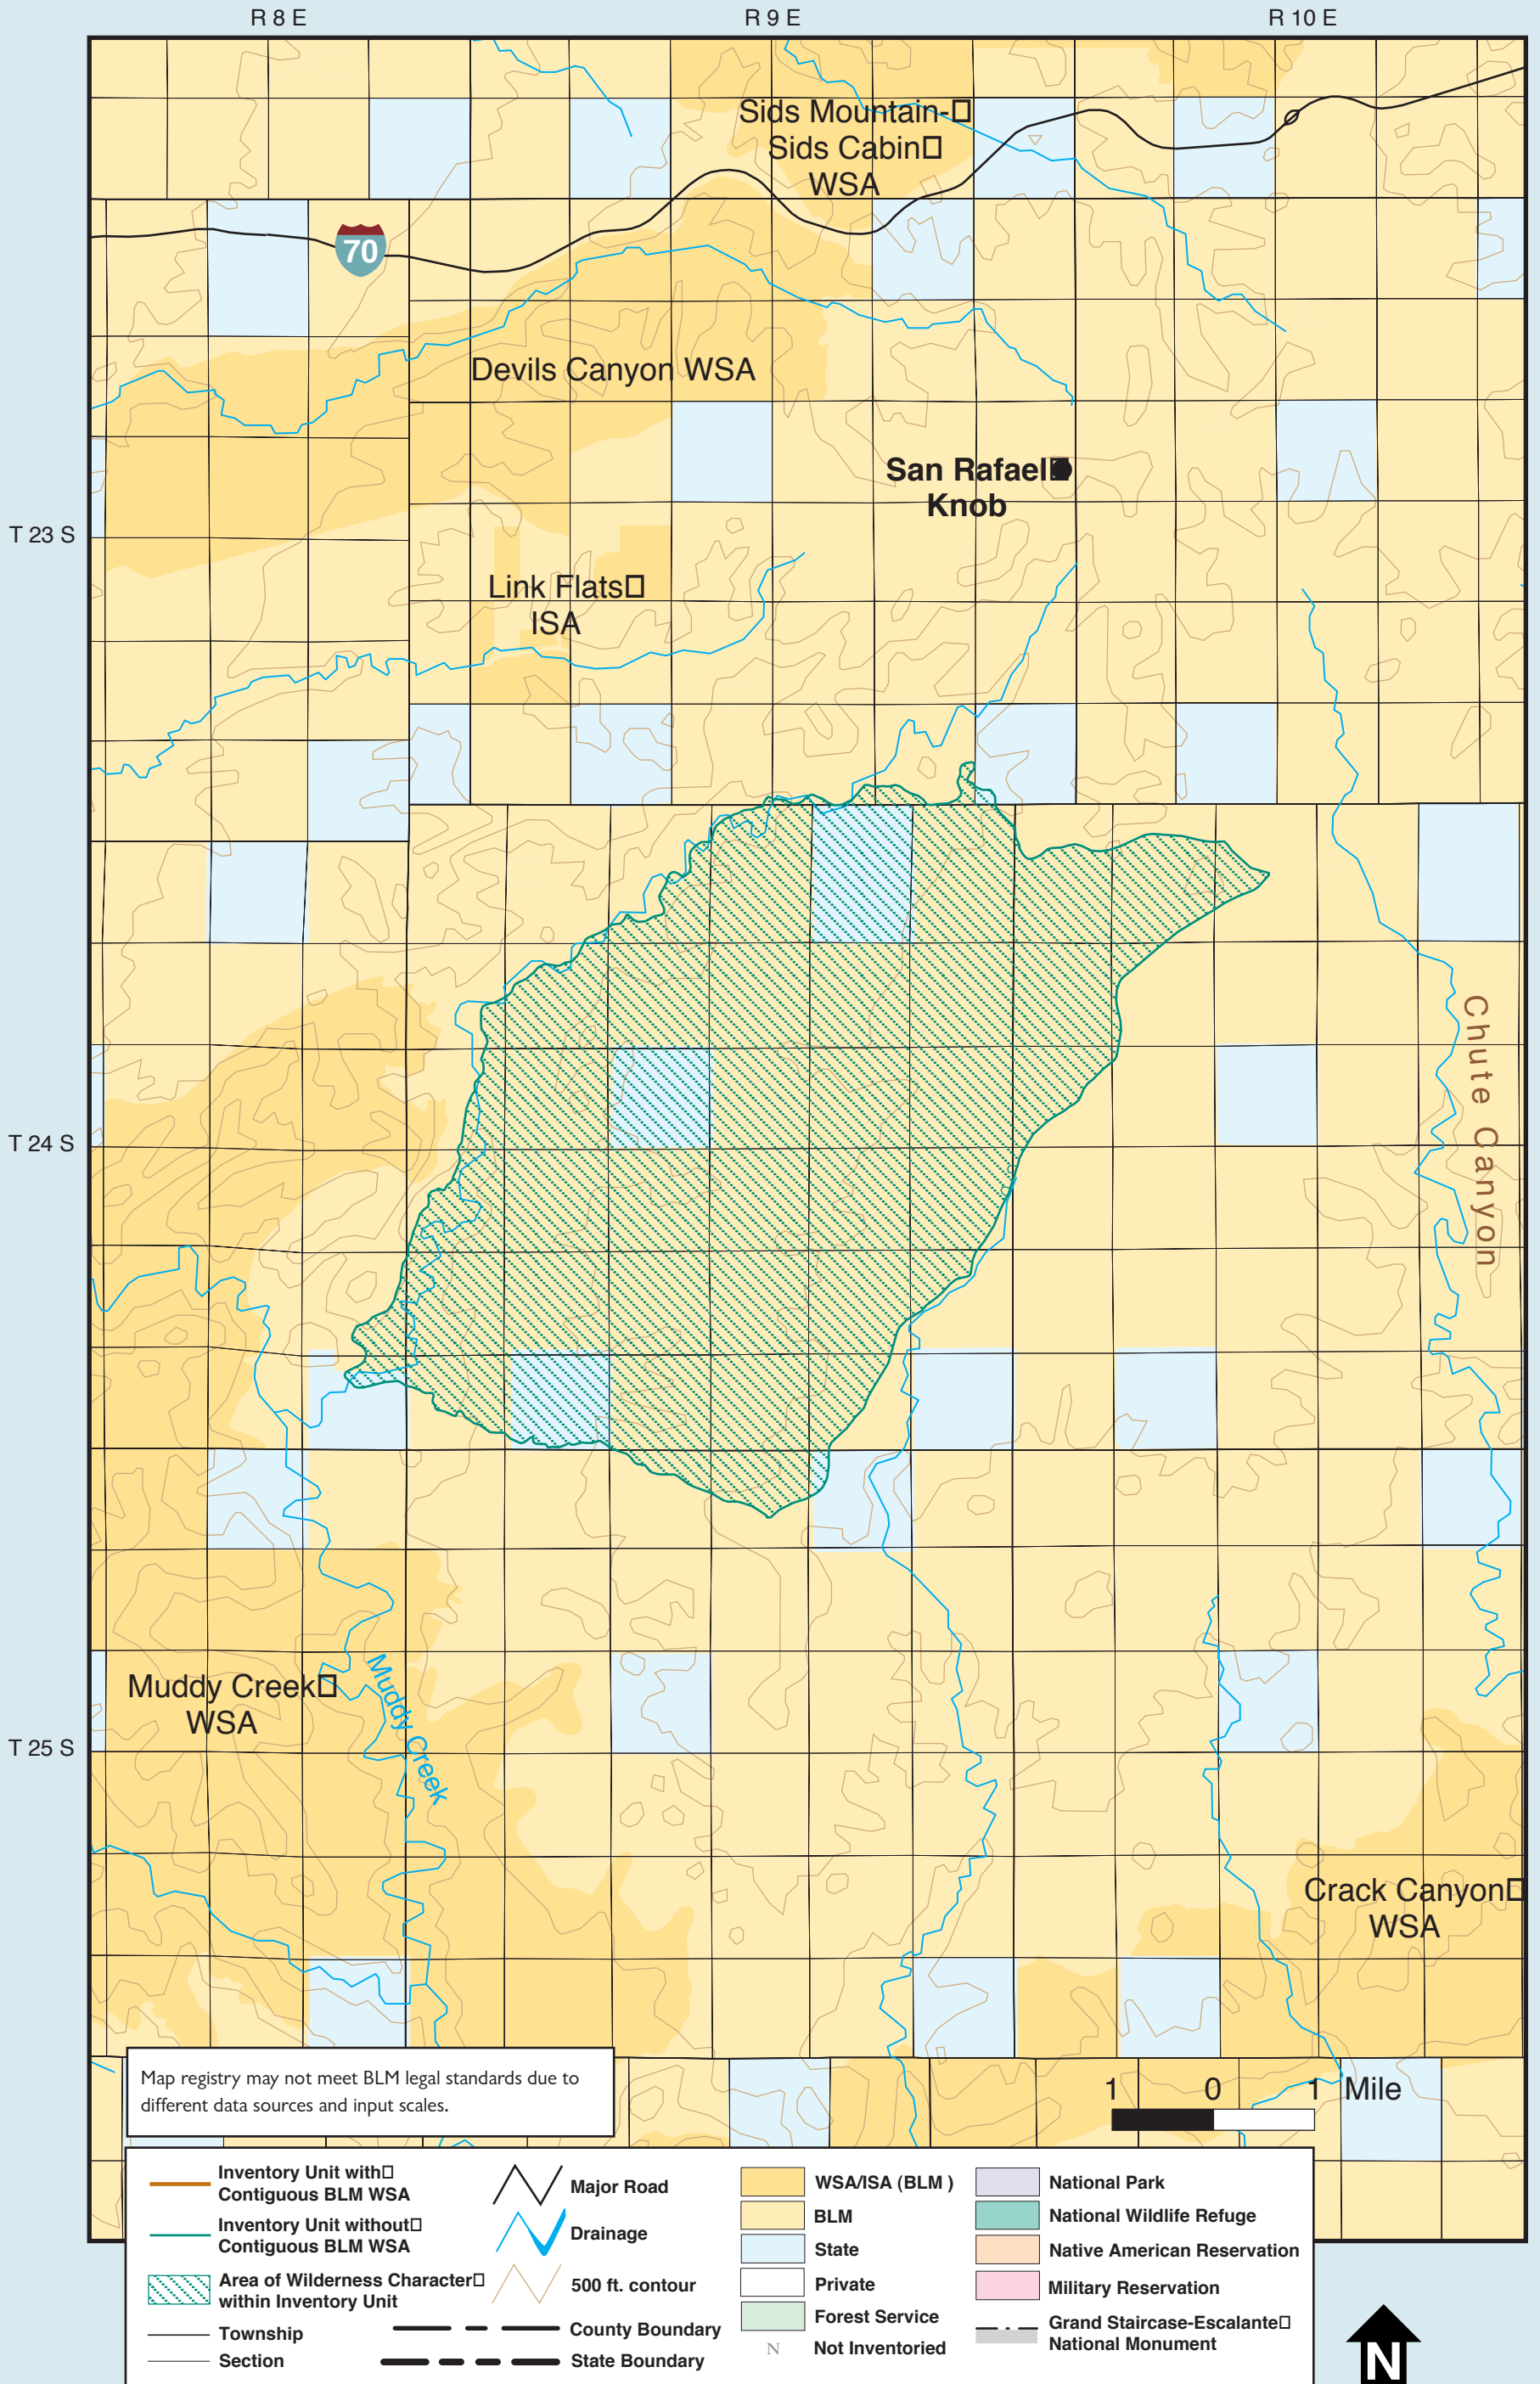 R 8 E R 9 E R 10 E
Sids Mountain-
Sids Cabin
WSA
70
Devils Canyon WSA
San Rafael
Knob
T 23 S
Link Flats
ISA
Chute Canyon
T 24 S
Muddy Creek
WSA
Muddy Creek
T 25 S
Crack Canyon
WSA
Map registry may not meet BLM legal standards due to
different data sources and input scales.
1 0 1 Mile
Inventory Unit with
Contiguous BLM WSA
Inventory Unit without
Contiguous BLM WSA
Area of Wilderness Character
within Inventory Unit
Township
Section
Major Road
Drainage
500 ft. contour
County Boundary
State Boundary
WSA/ISA (BLM )
BLM
State
Private
Forest Service
N Not Inventoried
National Park
National Wildlife Refuge
Native American Reservation
Military Reservation
Grand Staircase-Escalante
National Monument
N